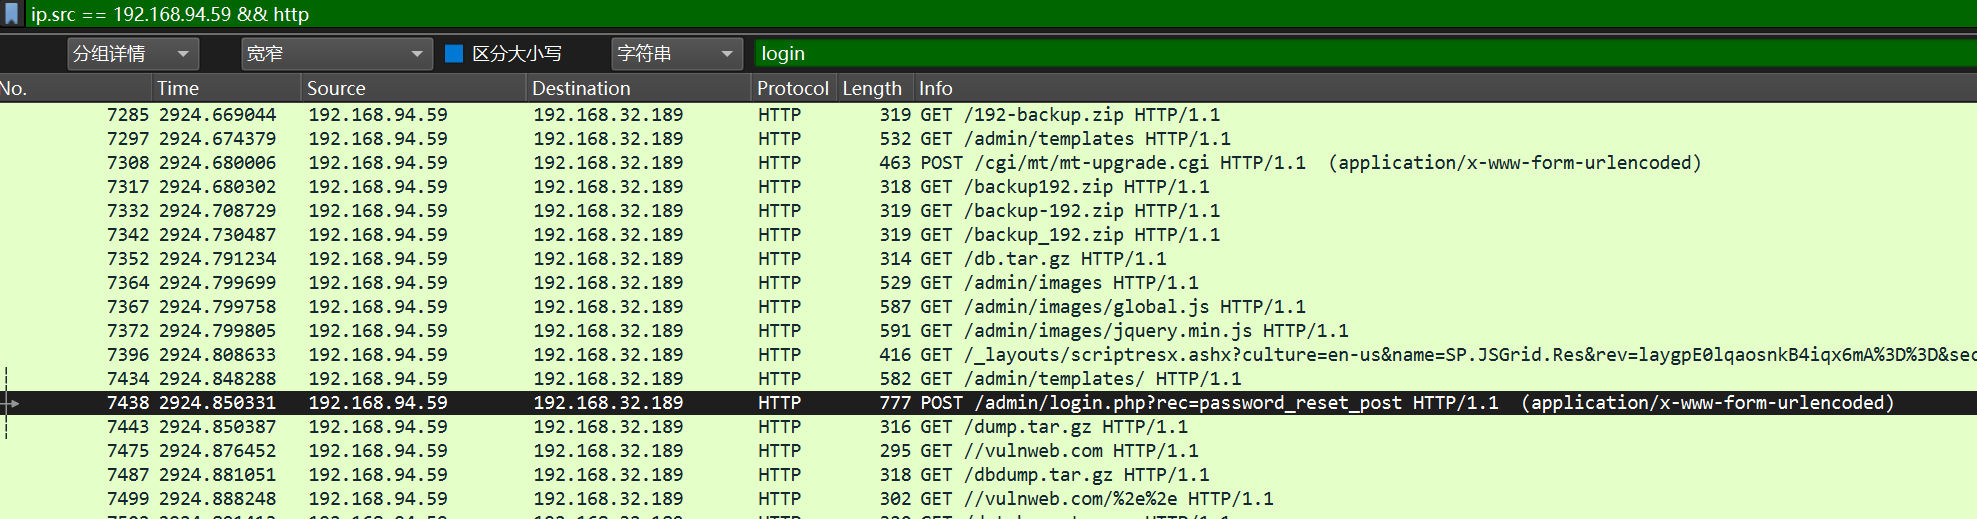 ip.src == 192.168.94.59 && http
分组详情 宽窄 区分大小写 字符串 login
No. Time Source Destination Protocol Length Info
7285 2924.669044 192.168.94.59 192.168.32.189 HTTP 319 GET /192-backup.zip HTTP/1.1
7297 2924.674379 192.168.94.59 192.168.32.189 HTTP 532 GET /admin/templates HTTP/1.1
7308 2924.680006 192.168.94.59 192.168.32.189 HTTP 463 POST /cgi/mt/mt-upgrade.cgi HTTP/1.1 (application/x-www-form-urlencoded)
7317 2924.680302 192.168.94.59 192.168.32.189 HTTP 318 GET /backup192.zip HTTP/1.1
7332 2924.708729 192.168.94.59 192.168.32.189 HTTP 319 GET /backup-192.zip HTTP/1.1
7342 2924.730487 192.168.94.59 192.168.32.189 HTTP 319 GET /backup_192.zip HTTP/1.1
7352 2924.791234 192.168.94.59 192.168.32.189 HTTP 314 GET /db.tar.gz HTTP/1.1
7364 2924.799699 192.168.94.59 192.168.32.189 HTTP 529 GET /admin/images HTTP/1.1
7367 2924.799758 192.168.94.59 192.168.32.189 HTTP 587 GET /admin/images/global.js HTTP/1.1
7372 2924.799805 192.168.94.59 192.168.32.189 HTTP 591 GET /admin/images/jquery.min.js HTTP/1.1
7396 2924.808633 192.168.94.59 192.168.32.189 HTTP 416 GET /_layouts/scriptresx.ashx?culture=en-us&name=SP.JSGrid.Res&rev=laygpE0lqaosnkB4iqx6mA%3D%3D&sec
7434 2924.848288 192.168.94.59 192.168.32.189 HTTP 582 GET /admin/templates/ HTTP/1.1
7438 2924.850331 192.168.94.59 192.168.32.189 HTTP 777 POST /admin/login.php?rec=password_reset_post HTTP/1.1 (application/x-www-form-urlencoded)
7443 2924.850387 192.168.94.59 192.168.32.189 HTTP 316 GET /dump.tar.gz HTTP/1.1
7475 2924.876452 192.168.94.59 192.168.32.189 HTTP 295 GET //vulnweb.com HTTP/1.1
7487 2924.881051 192.168.94.59 192.168.32.189 HTTP 318 GET /dbdump.tar.gz HTTP/1.1
7499 2924.888248 192.168.94.59 192.168.32.189 HTTP 302 GET //vulnweb.com/%2e%2e HTTP/1.1